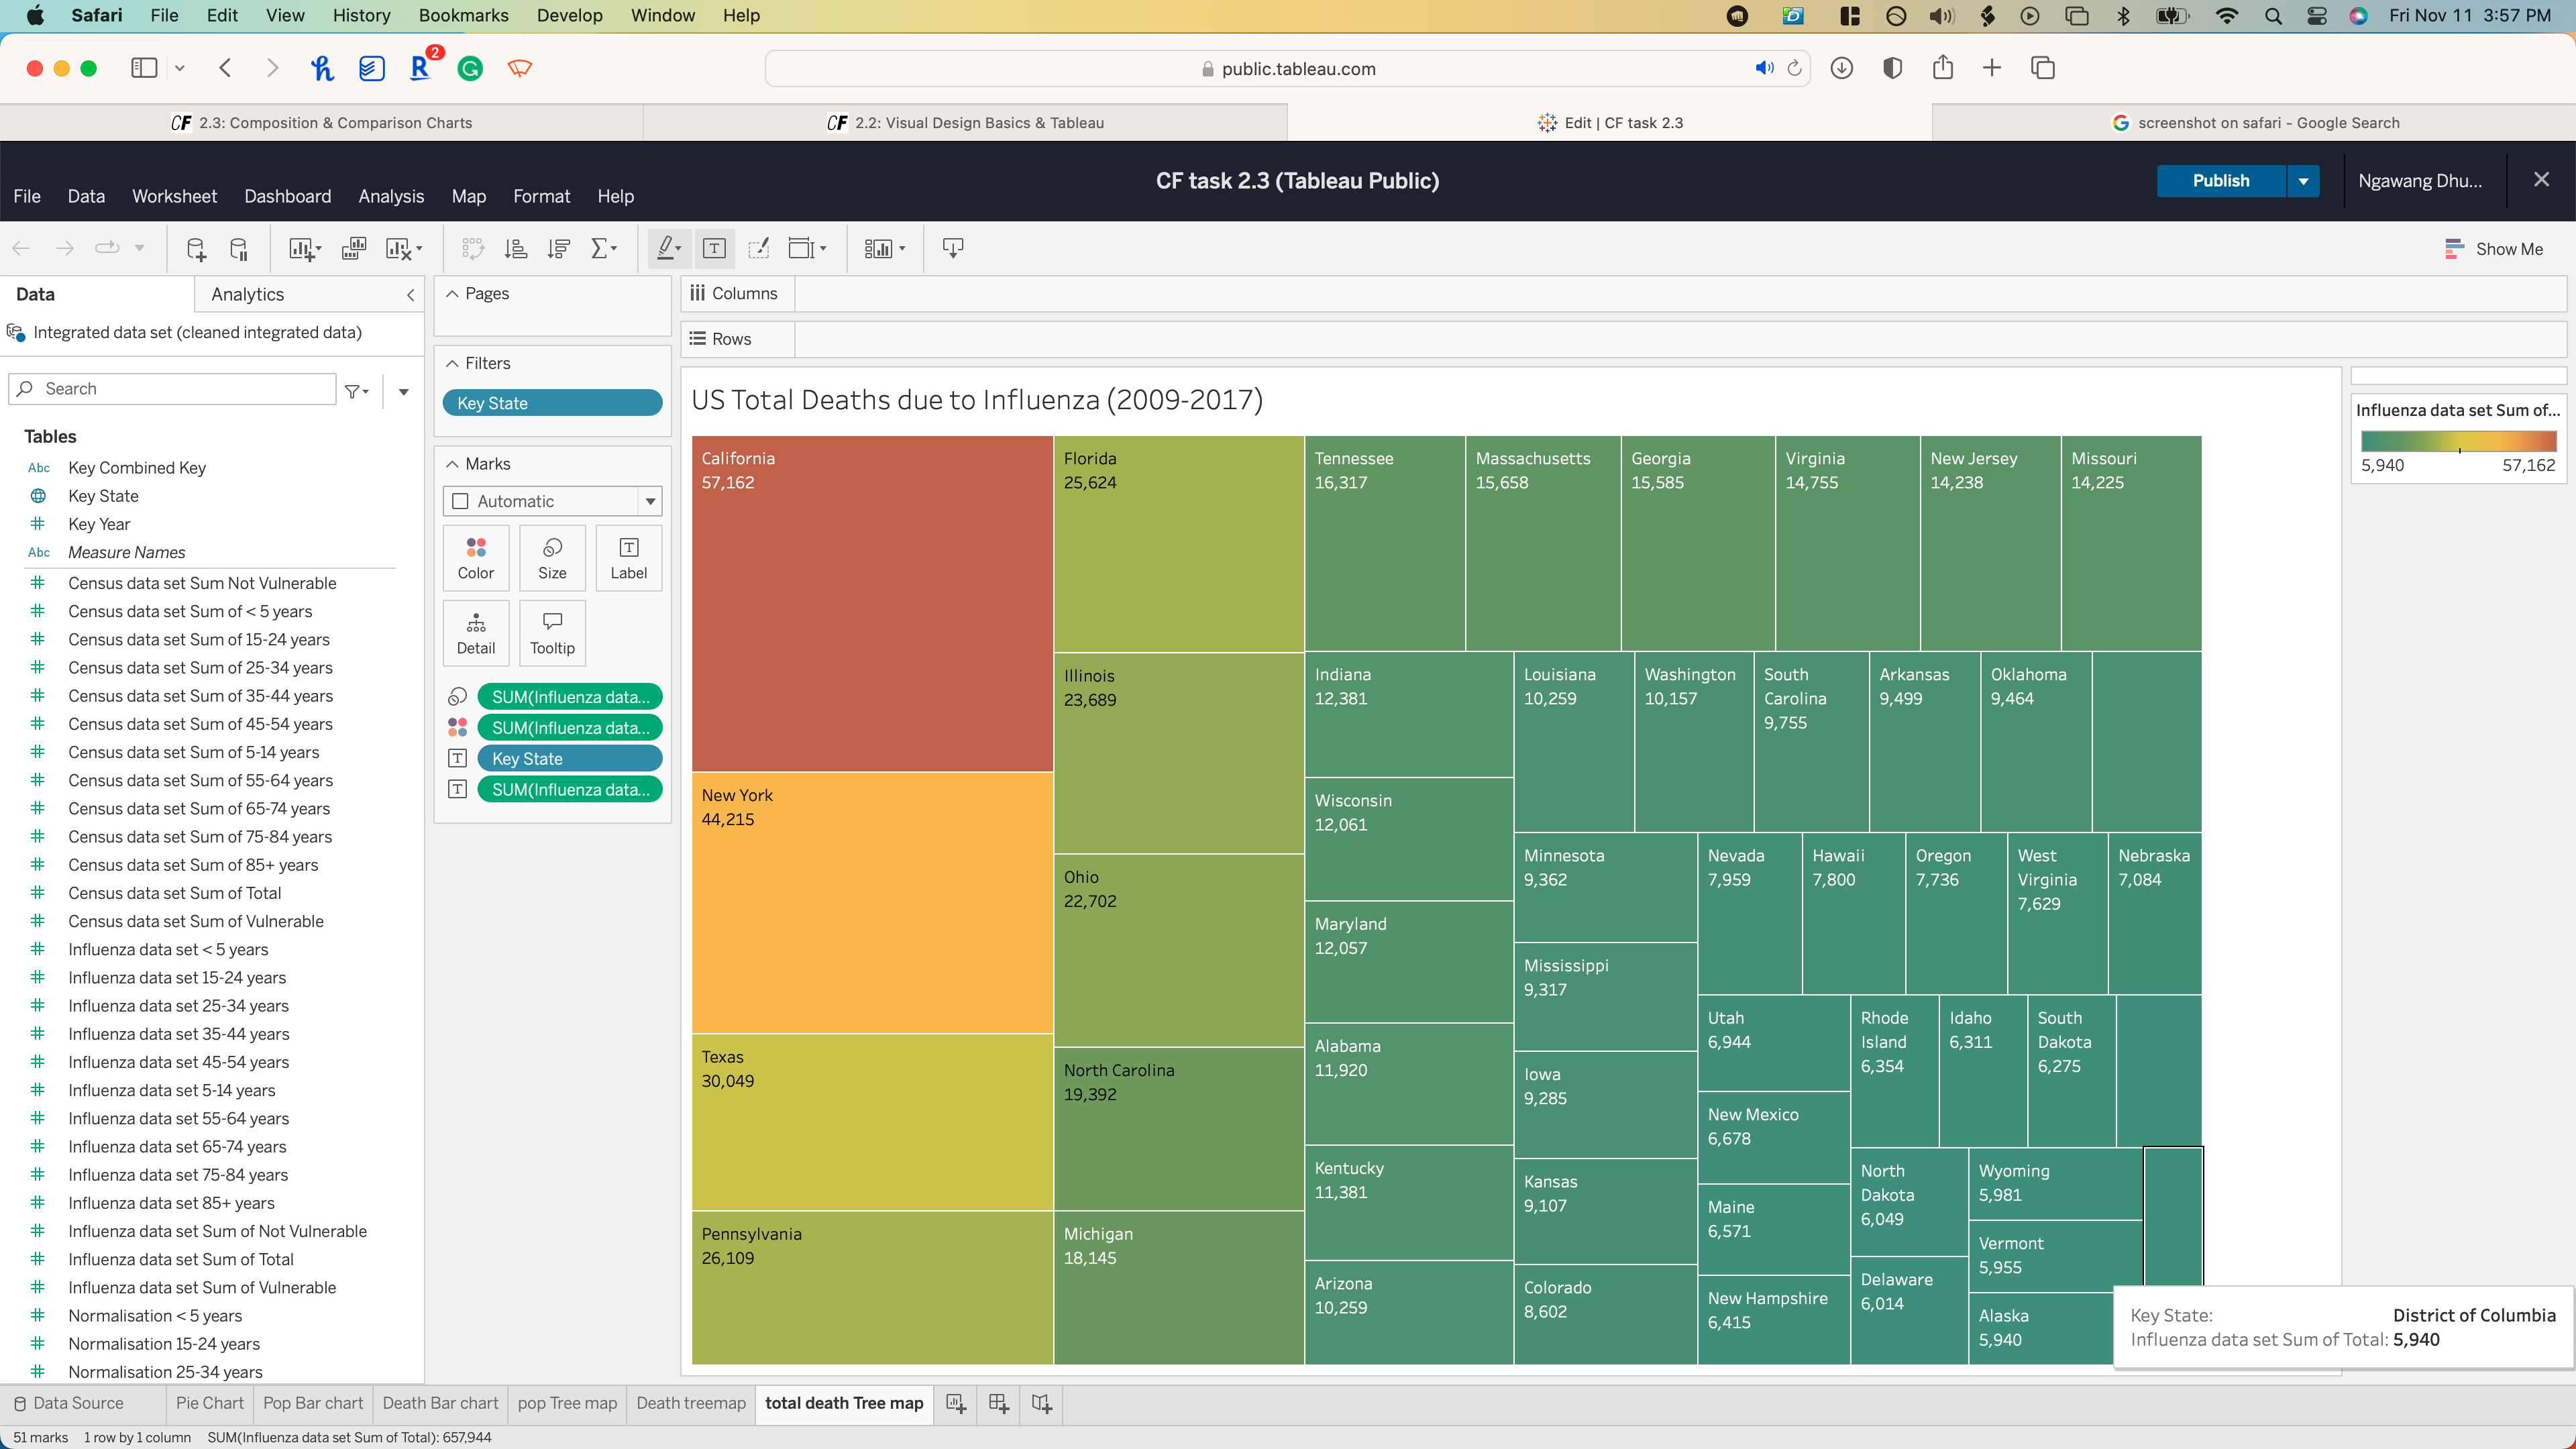 Safari File Edit View History Bookmarks Develop Window Help Fri Nov 11 3:57 PM
2
public.tableau.com
CF 2.3: Composition & Comparison Charts
CF 2.2: Visual Design Basics & Tableau
Edit | CF task 2.3
screenshot on safari - Google Search
CF task 2.3 (Tableau Public)
Publish
Ngawang Dhu...
File Data Worksheet Dashboard Analysis Map Format Help
Show Me
Data
Analytics
Integrated data set (cleaned integrated data)
Search
Tables
Abc Key Combined Key
Key State
Key Year
Abc Measure Names
Census data set Sum Not Vulnerable
Census data set Sum of < 5 years
Census data set Sum of 15-24 years
Census data set Sum of 25-34 years
Census data set Sum of 35-44 years
Census data set Sum of 45-54 years
Census data set Sum of 5-14 years
Census data set Sum of 55-64 years
Census data set Sum of 65-74 years
Census data set Sum of 75-84 years
Census data set Sum of 85+ years
Census data set Sum of Total
Census data set Sum of Vulnerable
Influenza data set < 5 years
Influenza data set 15-24 years
Influenza data set 25-34 years
Influenza data set 35-44 years
Influenza data set 45-54 years
Influenza data set 5-14 years
Influenza data set 55-64 years
Influenza data set 65-74 years
Influenza data set 75-84 years
Influenza data set 85+ years
Influenza data set Sum of Not Vulnerable
Influenza data set Sum of Total
Influenza data set Sum of Vulnerable
Normalisation < 5 years
Normalisation 15-24 years
Normalisation 25-34 years
Pages
Filters
Key State
Marks
Automatic
Color
Size
Label
Detail
Tooltip
SUM(Influenza data...
SUM(Influenza data...
Key State
SUM(Influenza data...
Columns
Rows
US Total Deaths due to Influenza (2009-2017)
California
57,162
New York
44,215
Texas
30,049
Pennsylvania
26,109
Florida
25,624
Illinois
23,689
Ohio
22,702
North Carolina
19,392
Michigan
18,145
Tennessee
16,317
Massachusetts
15,658
Georgia
15,585
Virginia
14,755
New Jersey
14,238
Missouri
14,225
Indiana
12,381
Wisconsin
12,061
Maryland
12,057
Alabama
11,920
Kentucky
11,381
Arizona
10,259
Louisiana
10,259
Washington
10,157
South
Carolina
9,755
Arkansas
9,499
Oklahoma
9,464
Minnesota
9,362
Mississippi
9,317
Iowa
9,285
Kansas
9,107
Colorado
8,602
Nevada
7,959
Hawaii
7,800
Oregon
7,736
West
Virginia
7,629
Nebraska
7,084
Utah
6,944
New Mexico
6,678
Maine
6,571
New Hampshire
6,415
Rhode
Island
6,354
Idaho
6,311
South
Dakota
6,275
North
Dakota
6,049
Delaware
6,014
Wyoming
5,981
Vermont
5,955
Alaska
5,940
Key State: District of Columbia
Influenza data set Sum of Total: 5,940
Influenza data set Sum of...
5,940 57,162
Data Source
Pie Chart
Pop Bar chart
Death Bar chart
pop Tree map
Death treemap
total death Tree map
51 marks 1 row by 1 column SUM(Influenza data set Sum of Total): 657,944